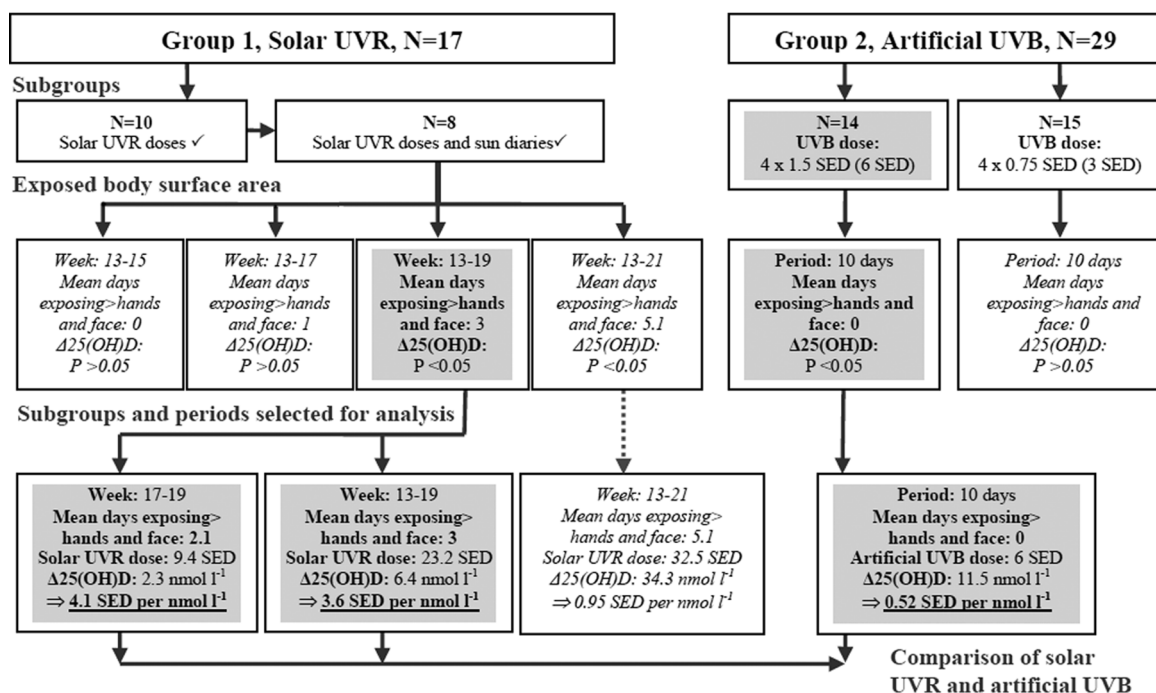 Group 1, Solar UVR, N=17
Group 2, Artificial UVB, N=29
Subgroups
N=10
Solar UVR doses ✓
N=8
Solar UVR doses and sun diaries✓
N=14
UVB dose:
4 x 1.5 SED (6 SED)
N=15
UVB dose:
4 x 0.75 SED (3 SED)
Exposed body surface area
Week: 13-15
Mean days
exposing>hands
and face: 0
Δ25(OH)D:
P >0.05
Week: 13-17
Mean days
exposing>hands
and face: 1
Δ25(OH)D:
P >0.05
Week: 13-19
Mean days
exposing>hands
and face: 3
Δ25(OH)D:
P <0.05
Week: 13-21
Mean days
exposing>hands
and face: 5.1
Δ25(OH)D:
P <0.05
Period: 10 days
Mean days
exposing>hands and
face: 0
Δ25(OH)D:
P <0.05
Period: 10 days
Mean days
exposing>hands and
face: 0
Δ25(OH)D:
P >0.05
Subgroups and periods selected for analysis
Week: 17-19
Mean days exposing>
hands and face: 2.1
Solar UVR dose: 9.4 SED
Δ25(OH)D: 2.3 nmol l⁻¹
⇒ 4.1 SED per nmol l⁻¹
Week: 13-19
Mean days exposing>
hands and face: 3
Solar UVR dose: 23.2 SED
Δ25(OH)D: 6.4 nmol l⁻¹
⇒ 3.6 SED per nmol l⁻¹
Week: 13-21
Mean days exposing>
hands and face: 5.1
Solar UVR dose: 32.5 SED
Δ25(OH)D: 34.3 nmol l⁻¹
⇒ 0.95 SED per nmol l⁻¹
Period: 10 days
Mean days exposing>
hands and face: 0
Artificial UVB dose: 6 SED
Δ25(OH)D: 11.5 nmol l⁻¹
⇒ 0.52 SED per nmol l⁻¹
Comparison of solar
UVR and artificial UVB